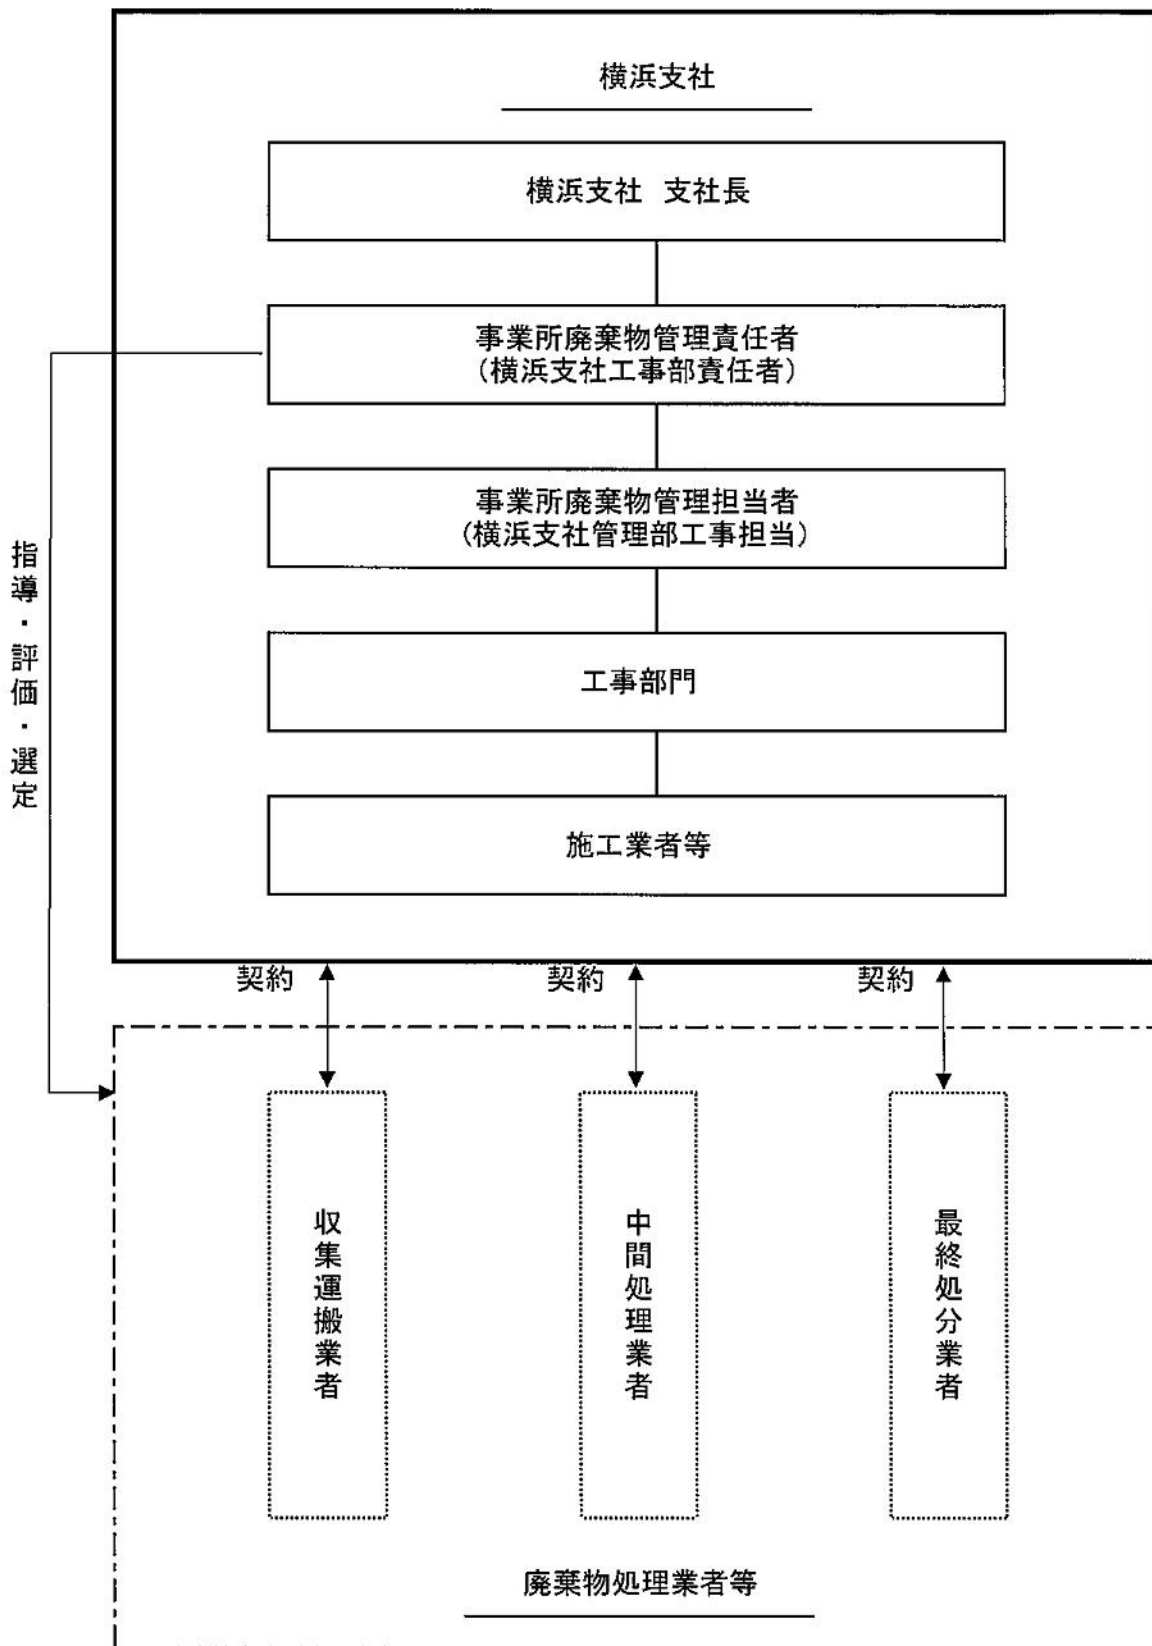 横浜支社
横浜支社 支社長
事業所廃棄物管理責任者
(横浜支社工事部責任者)
事業所廃棄物管理担当者
(横浜支社管理部工事担当)
工事部門
施工業者等
指導・評価・選定
契約
契約
契約
収集運搬業者
中間処理業者
最終処分業者
廃棄物処理業者等